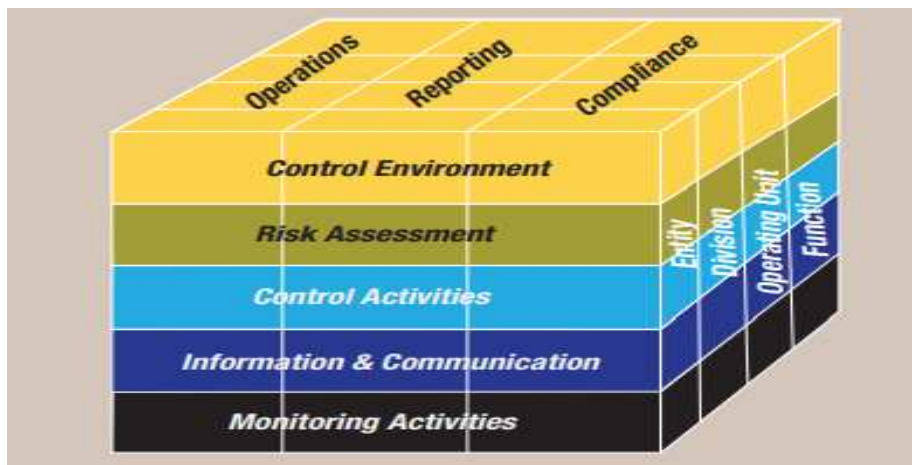 Operations
Reporting
Compliance
Control Environment
Risk Assessment
Control Activities
Information & Communication
Monitoring Activities
Entity
Division
Operating Unit
Function